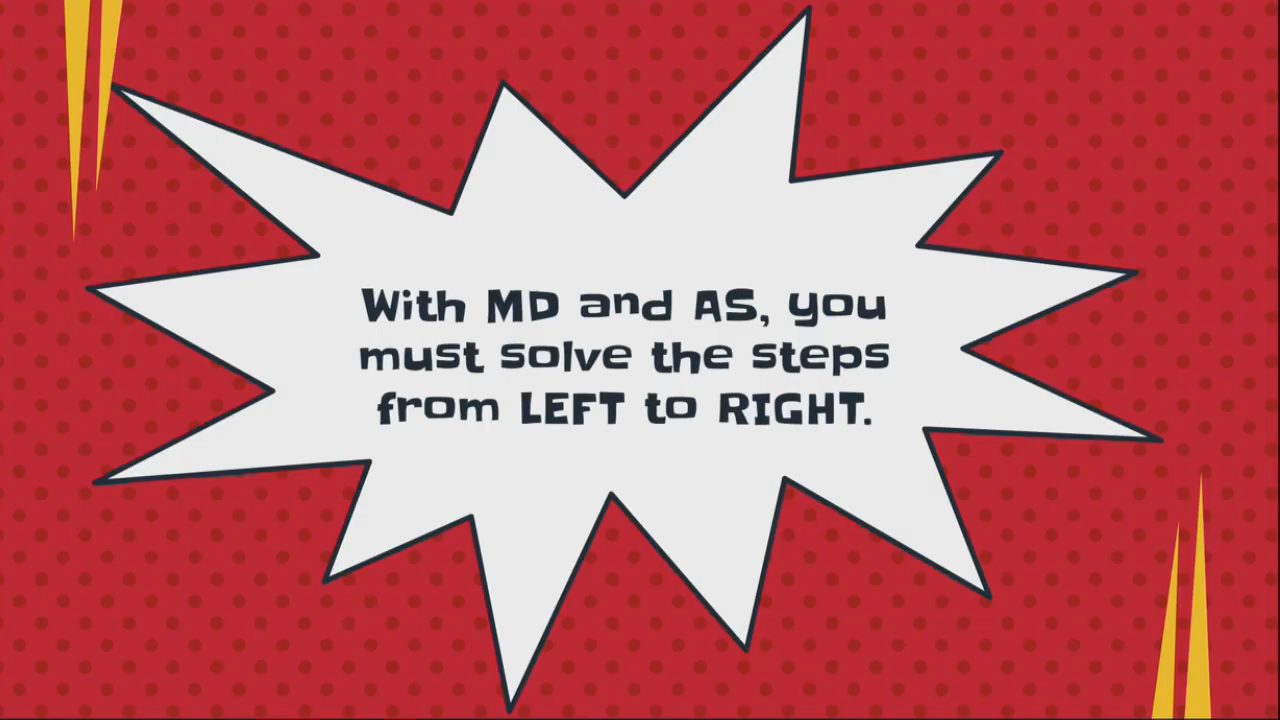 With MD and AS, you
must solve the steps
from LEFT to RIGHT.